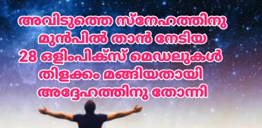 അവിടുത്തെ സ്നേഹത്തിനു
മുൻപിൽ താൻ നേടിയ
28 ഒളിംപിക്സ് മെഡലുകൾ
തിളക്കം മങ്ങിയതായി
അദ്ദേഹത്തിനു തോന്നി